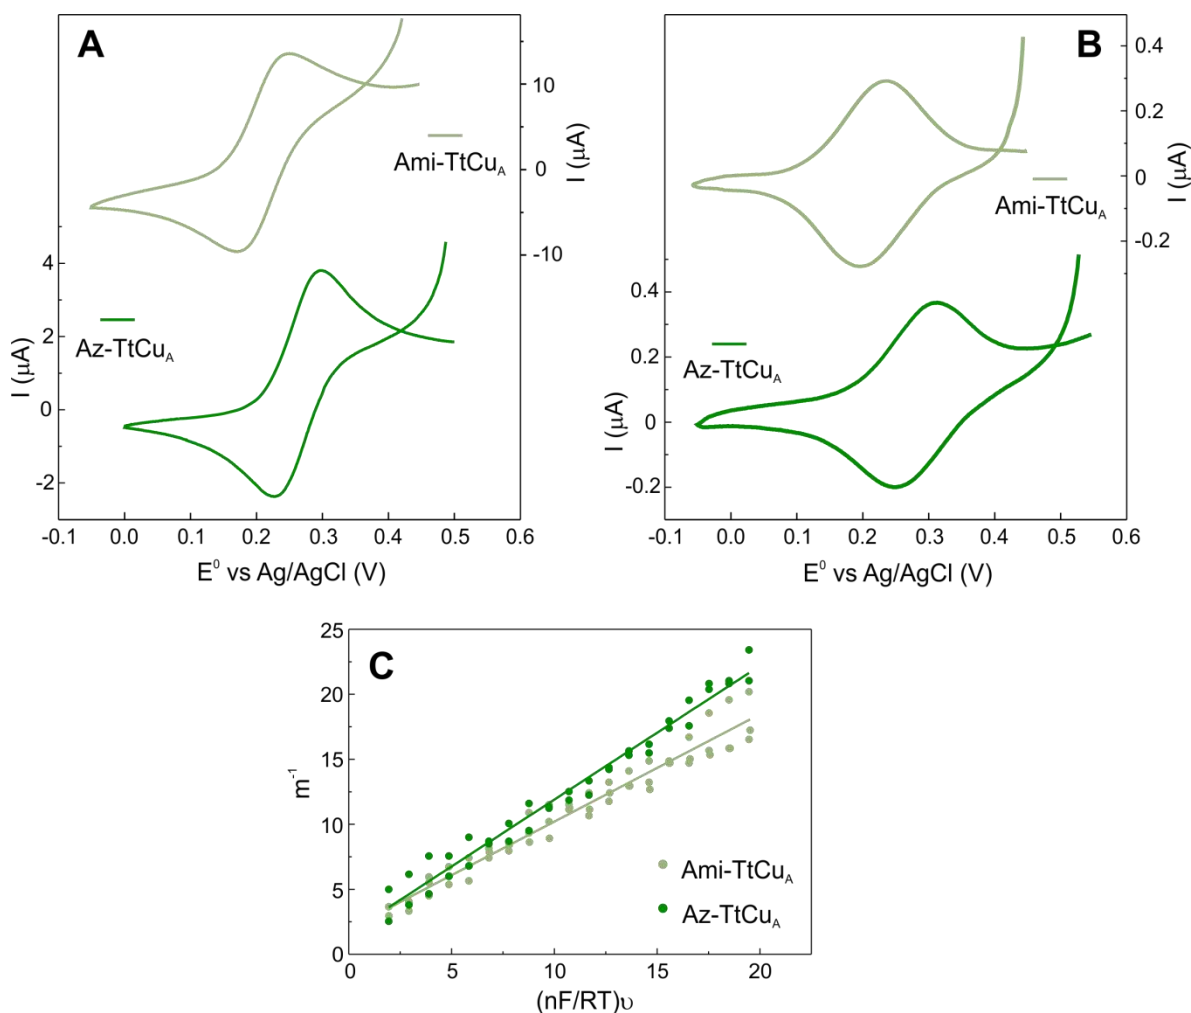 A
10
0
-10
I (µA)
Ami-TtCuA
4
2
0
-2
I (µA)
Az-TtCuA
-0.1 0.0 0.1 0.2 0.3 0.4 0.5 0.6
E⁰ vs Ag/AgCl (V)
B
0.4
0.2
0
-0.2
I (µA)
Ami-TtCuA
0.4
0.2
0
-0.2
I (µA)
Az-TtCuA
-0.1 0.0 0.1 0.2 0.3 0.4 0.5 0.6
E⁰ vs Ag/AgCl (V)
C
25
20
15
10
5
0
m⁻¹
Ami-TtCuA
Az-TtCuA
0 5 10 15 20
(nF/RT)υ